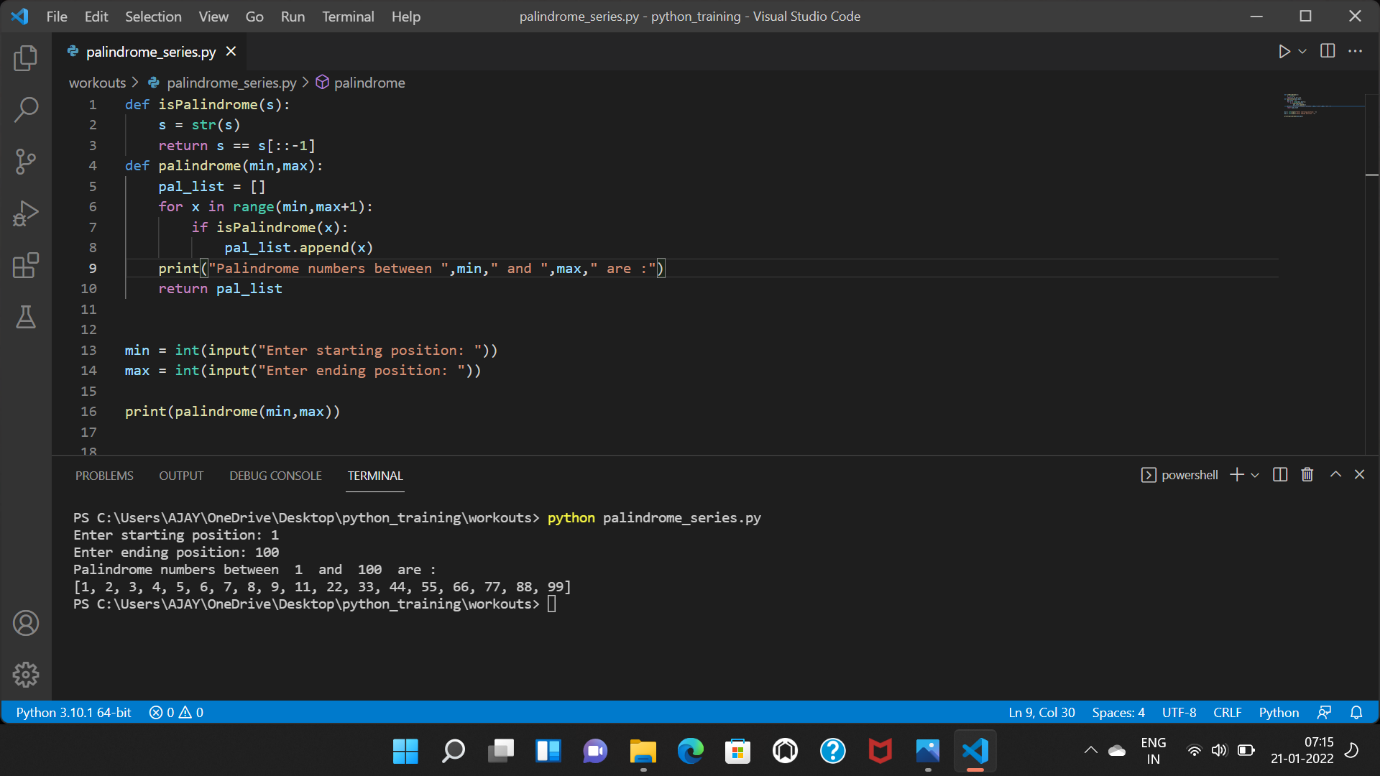 File Edit Selection View Go Run Terminal Help palindrome_series.py - python_training - Visual Studio Code
palindrome_series.py
workouts > palindrome_series.py > palindrome
1 def isPalindrome(s):
2     s = str(s)
3     return s == s[::-1]
4 def palindrome(min,max):
5     pal_list = []
6     for x in range(min,max+1):
7         if isPalindrome(x):
8             pal_list.append(x)
9     print("Palindrome numbers between ",min," and ",max," are :")
10     return pal_list
11
12
13 min = int(input("Enter starting position: "))
14 max = int(input("Enter ending position: "))
15
16 print(palindrome(min,max))
17
18
PROBLEMS OUTPUT DEBUG CONSOLE TERMINAL powershell
PS C:\Users\AJAY\OneDrive\Desktop\python_training\workouts> python palindrome_series.py
Enter starting position: 1
Enter ending position: 100
Palindrome numbers between  1  and  100  are :
[1, 2, 3, 4, 5, 6, 7, 8, 9, 11, 22, 33, 44, 55, 66, 77, 88, 99]
PS C:\Users\AJAY\OneDrive\Desktop\python_training\workouts>
Python 3.10.1 64-bit 0 0 Ln 9, Col 30 Spaces: 4 UTF-8 CRLF Python
ENG 07:15
IN 21-01-2022